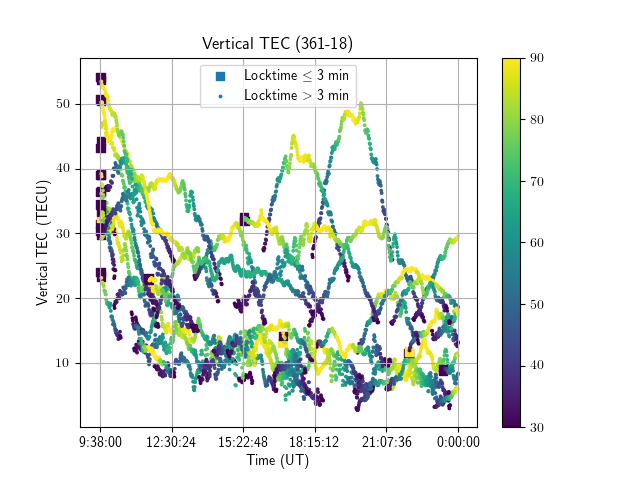 Vertical TEC (361-18)
Locktime ≤ 3 min
Locktime > 3 min
Vertical TEC (TECU)
50
40
30
20
10
9:38:00 12:30:24 15:22:48 18:15:12 21:07:36 0:00:00
Time (UT)
90
80
70
60
50
40
30